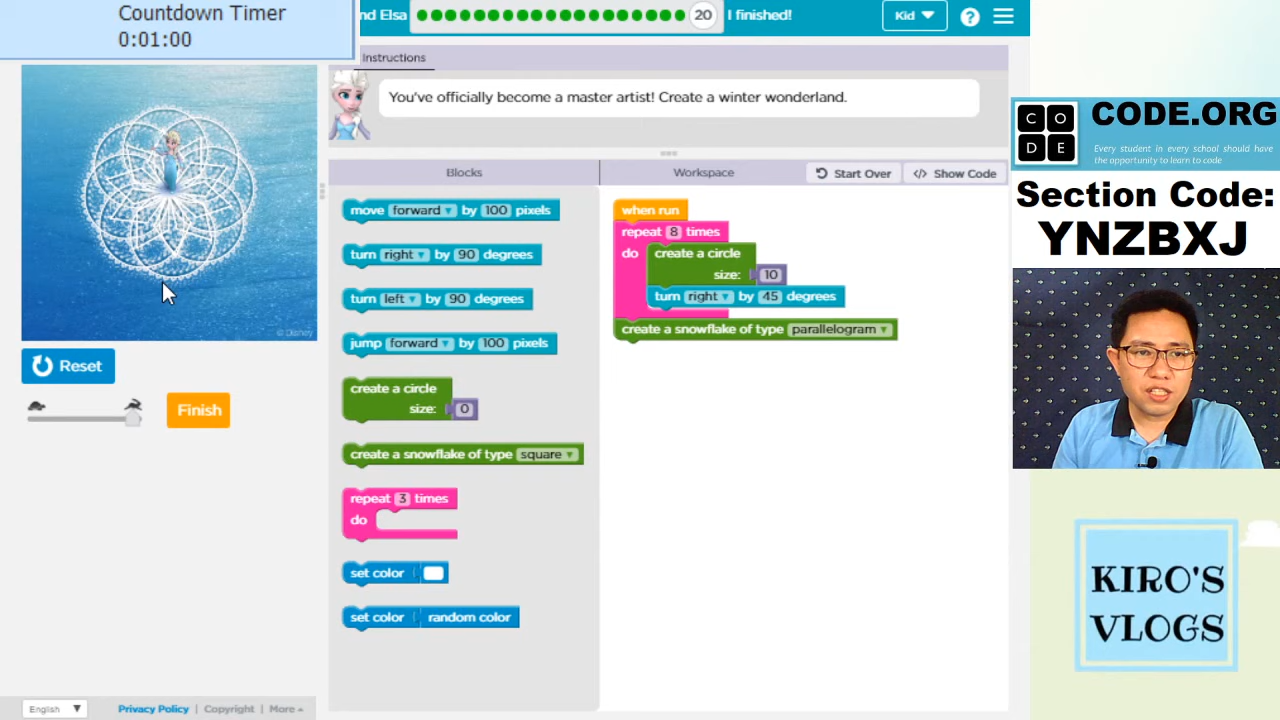 Countdown Timer
0:01:00
nd Elsa
20
I finished!
Kid
?
Instructions
You've officially become a master artist! Create a winter wonderland.
© Disney
Reset
Finish
Blocks
Workspace
Start Over
</> Show Code
move forward by 100 pixels
turn right by 90 degrees
turn left by 90 degrees
jump forward by 100 pixels
create a circle
size: 0
create a snowflake of type square
repeat 3 times
do
set color
set color random color
when run
repeat 8 times
do create a circle
size: 10
turn right by 45 degrees
create a snowflake of type parallelogram
English
Privacy Policy | Copyright | More
C O
D E
CODE.ORG
Every student in every school should have
the opportunity to learn to code
Section Code:
YNZBXJ
KIRO'S
VLOGS